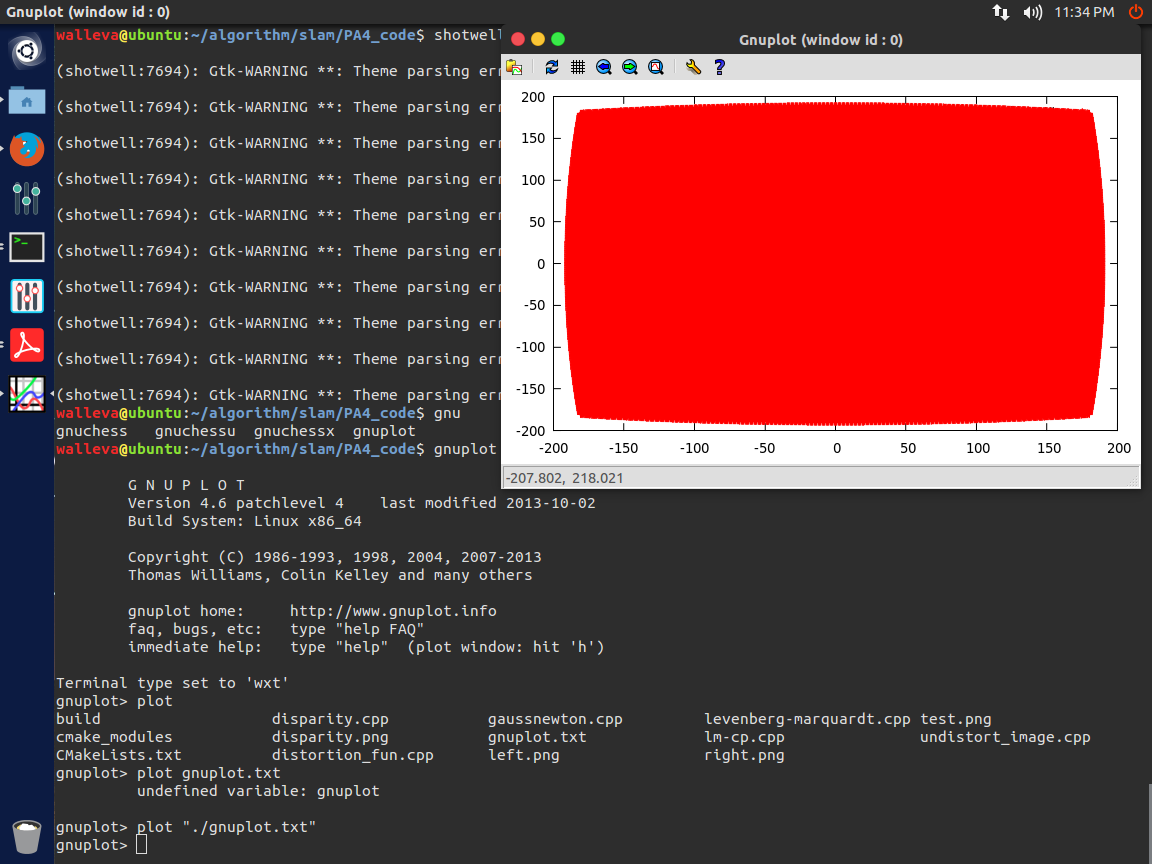 Gnuplot (window id : 0)
11:34 PM
walleva@ubuntu:~/algorithm/slam/PA4_code$ shotwell
(shotwell:7694): Gtk-WARNING **: Theme parsing err
(shotwell:7694): Gtk-WARNING **: Theme parsing err
(shotwell:7694): Gtk-WARNING **: Theme parsing err
(shotwell:7694): Gtk-WARNING **: Theme parsing err
(shotwell:7694): Gtk-WARNING **: Theme parsing err
(shotwell:7694): Gtk-WARNING **: Theme parsing err
(shotwell:7694): Gtk-WARNING **: Theme parsing err
(shotwell:7694): Gtk-WARNING **: Theme parsing err
(shotwell:7694): Gtk-WARNING **: Theme parsing err
(shotwell:7694): Gtk-WARNING **: Theme parsing err
walleva@ubuntu:~/algorithm/slam/PA4_code$ gnu
gnuchess   gnuchessu  gnuchessx  gnuplot
walleva@ubuntu:~/algorithm/slam/PA4_code$ gnuplot
G N U P L O T
Version 4.6 patchlevel 4    last modified 2013-10-02
Build System: Linux x86_64
Copyright (C) 1986-1993, 1998, 2004, 2007-2013
Thomas Williams, Colin Kelley and many others
gnuplot home:     http://www.gnuplot.info
faq, bugs, etc:   type "help FAQ"
immediate help:   type "help"  (plot window: hit 'h')
Terminal type set to 'wxt'
gnuplot> plot
build                   disparity.cpp           gaussnewton.cpp         levenberg-marquardt.cpp test.png
cmake_modules           disparity.png           gnuplot.txt             lm-cp.cpp               undistort_image.cpp
CMakeLists.txt          distortion_fun.cpp      left.png                right.png
gnuplot> plot gnuplot.txt
undefined variable: gnuplot
gnuplot> plot "./gnuplot.txt"
gnuplot>
Gnuplot (window id : 0)
200
150
100
50
0
-50
-100
-150
-200
-200 -150 -100 -50 0 50 100 150 200
-207.802, 218.021